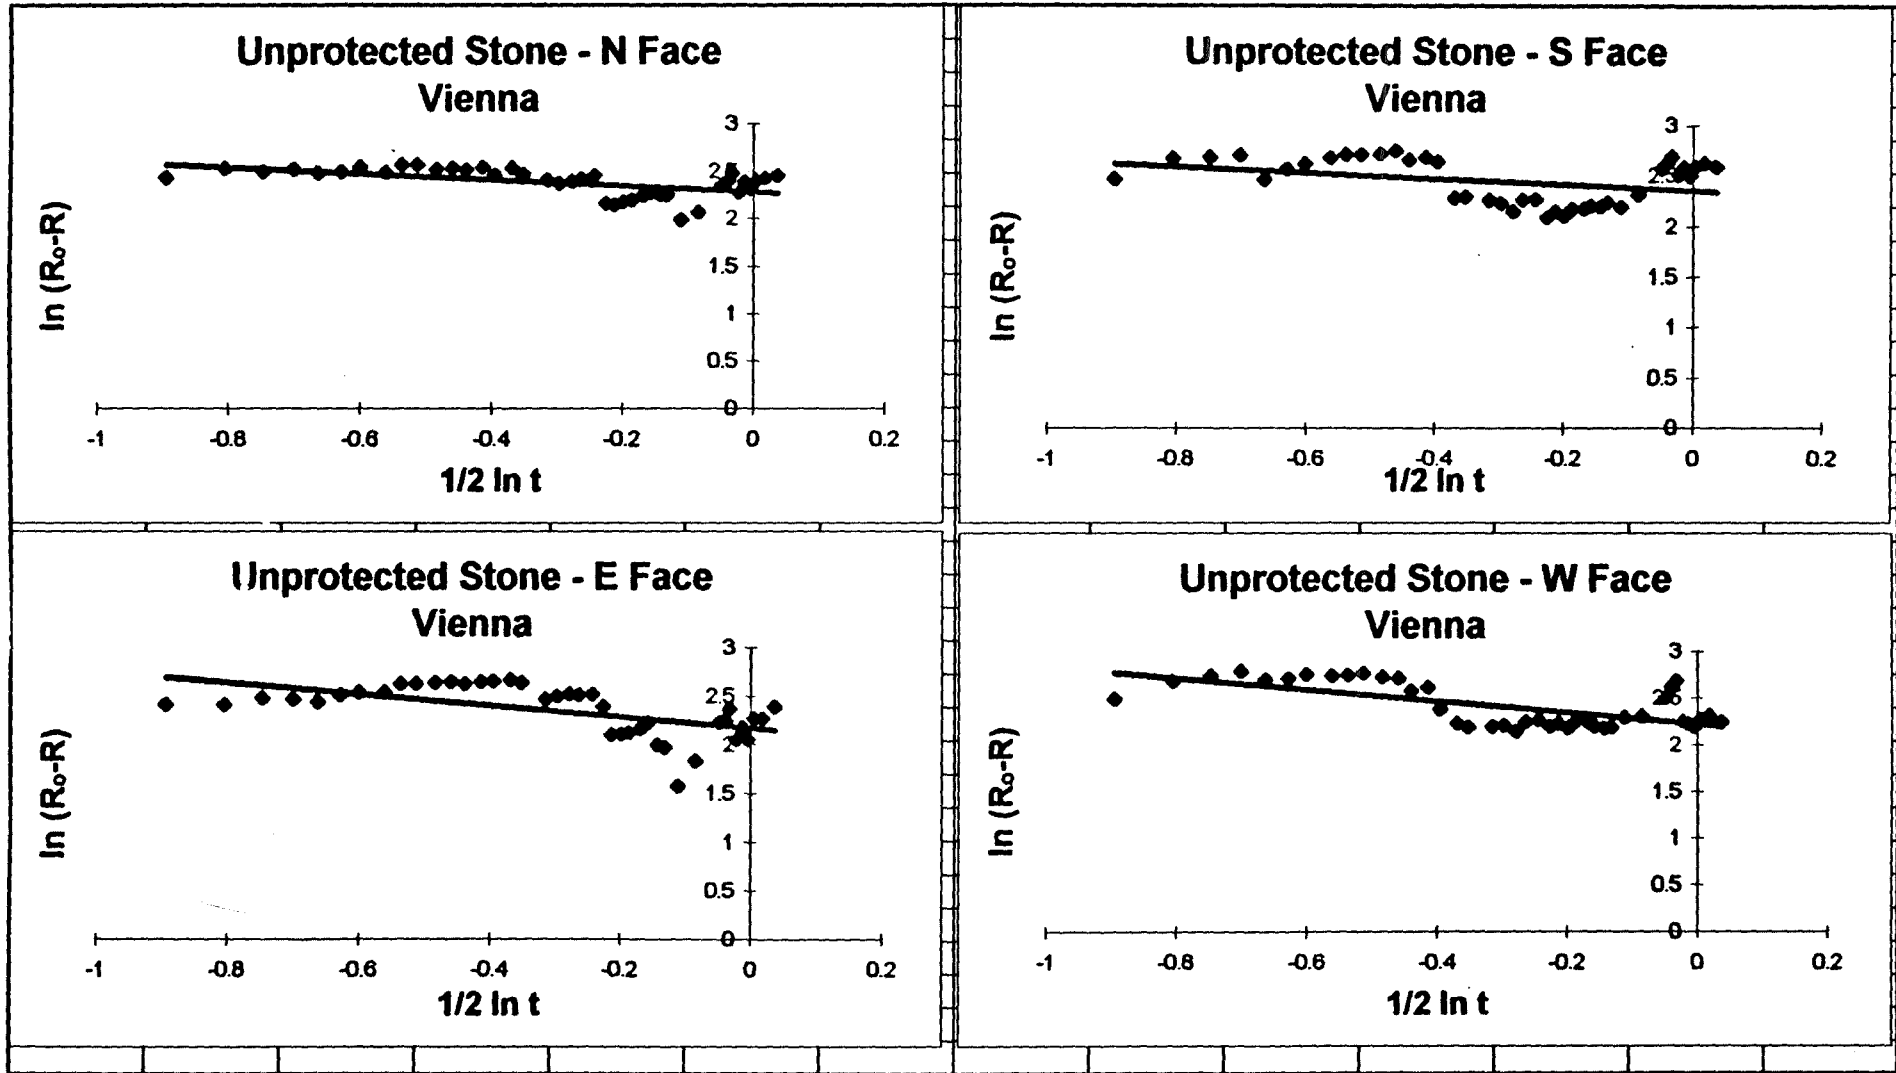 Unprotected Stone - N Face
Vienna
3
2.5
2
1.5
1
0.5
0
-1 -0.8 -0.6 -0.4 -0.2 0 0.2
ln (Ro-R)
1/2 ln t
Unprotected Stone - S Face
Vienna
3
2.5
2
1.5
1
0.5
0
-1 -0.8 -0.6 -0.4 -0.2 0 0.2
ln (Ro-R)
1/2 ln t
Unprotected Stone - E Face
Vienna
3
2.5
2
1.5
1
0.5
0
-1 -0.8 -0.6 -0.4 -0.2 0 0.2
ln (Ro-R)
1/2 ln t
Unprotected Stone - W Face
Vienna
3
2.5
2
1.5
1
0.5
0
-1 -0.8 -0.6 -0.4 -0.2 0 0.2
ln (Ro-R)
1/2 ln t